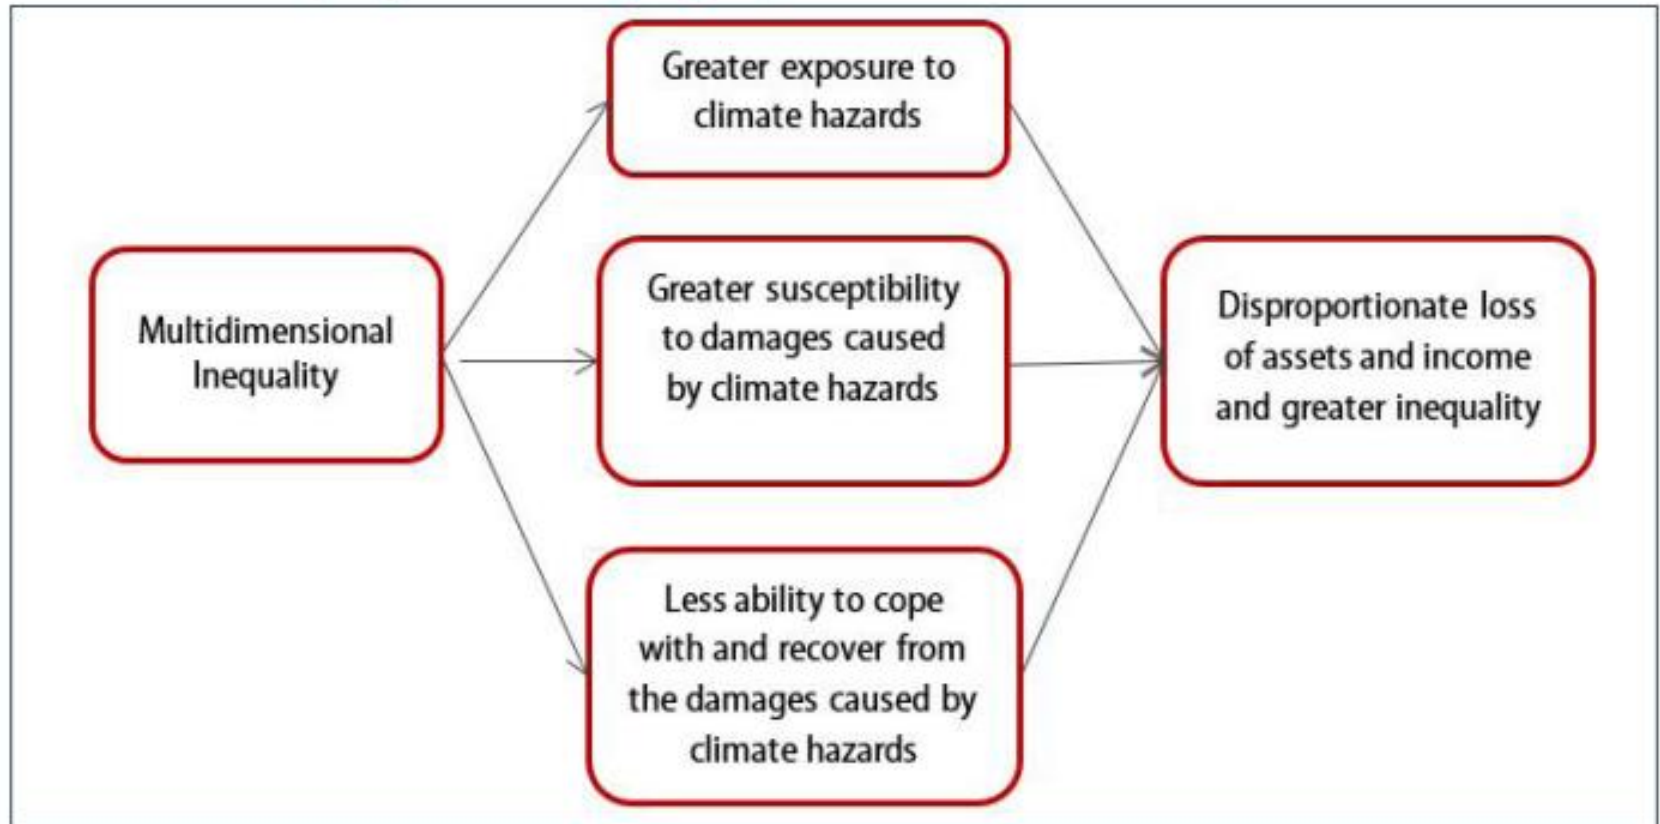 Greater exposure to
climate hazards
Multidimensional
Inequality
Greater susceptibility
to damages caused
by climate hazards
Disproportionate loss
of assets and income
and greater inequality
Less ability to cope
with and recover from
the damages caused by
climate hazards